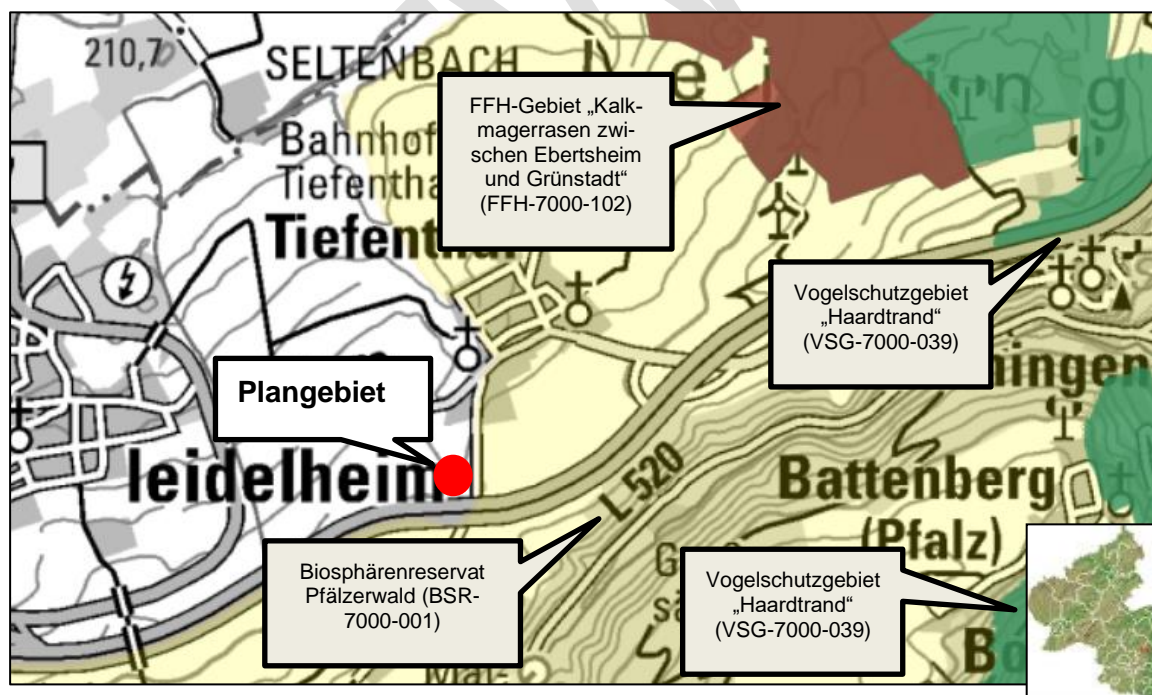 210,7
SELTENBACH
Bahnhof
Tiefentha
Tiefenthal
FFH-Gebiet „Kalk-
magerrasen zwi-
schen Ebertsheim
und Grünstadt“
(FFH-7000-102)
Vogelschutzgebiet
„Haardtrand“
(VSG-7000-039)
ningen
Plangebiet
leidelheim
L 520
Battenberg
(Pfalz)
Biosphärenreservat
Pfälzerwald (BSR-
7000-001)
Vogelschutzgebiet
„Haardtrand“
(VSG-7000-039)